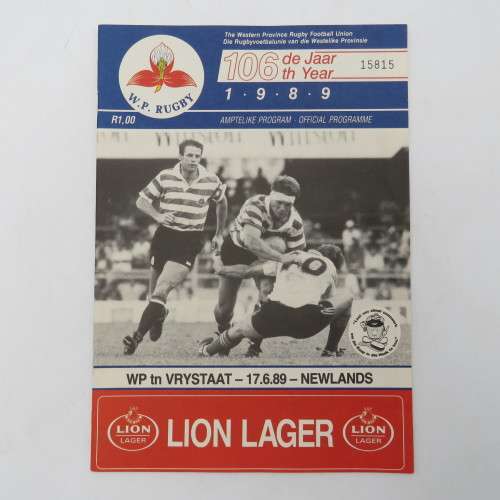 The Western Province Rugby Football Union
Die Rugbyvoetbalunie van die Westelike Provinsie
106 de Jaar
th Year
15815
1·9·8·9
W.P. RUGBY
R1,00
AMPTELIKE PROGRAM · OFFICIAL PROGRAMME
WP tn VRYSTAAT – 17.6.89 – NEWLANDS
LION
LAGER
LION LAGER
LION
LAGER